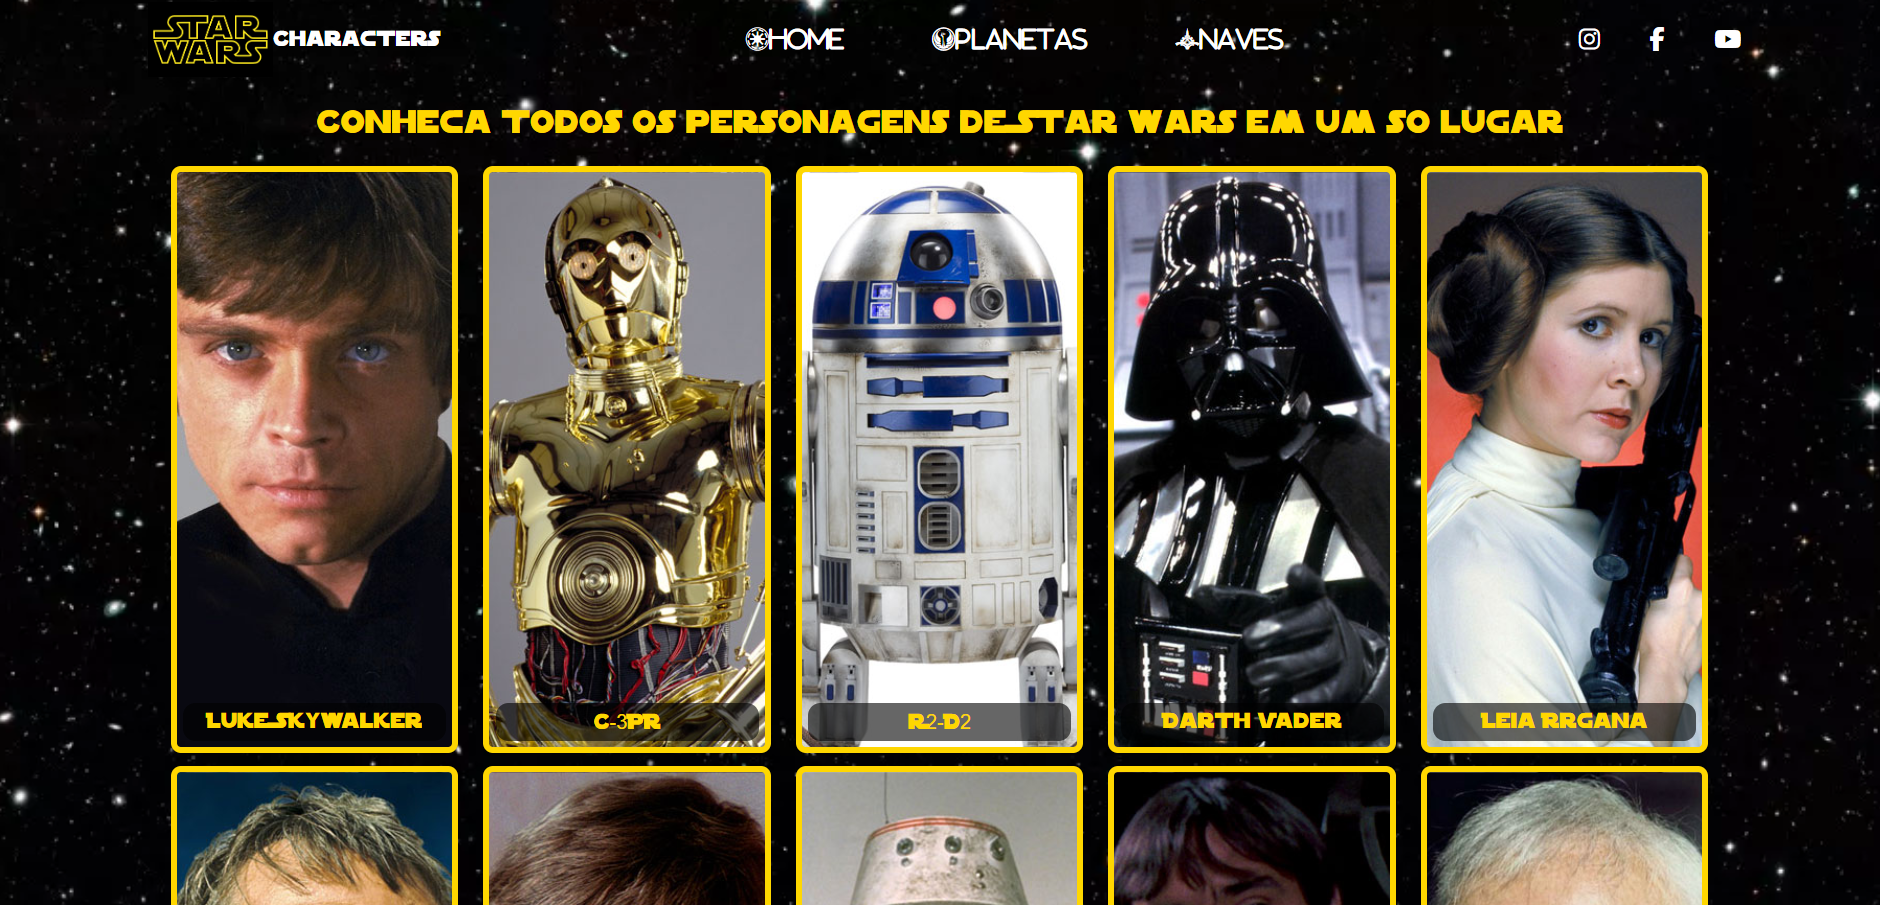 STAR WARS CHARACTERS
HOME
PLANETAS
NAVES
CONHECA TODOS OS PERSONAGENS DE STAR WARS EM UM SO LUGAR
LUKE SKYWALKER
C-3PR
R2-D2
DARTH VADER
LEIA RRGANA